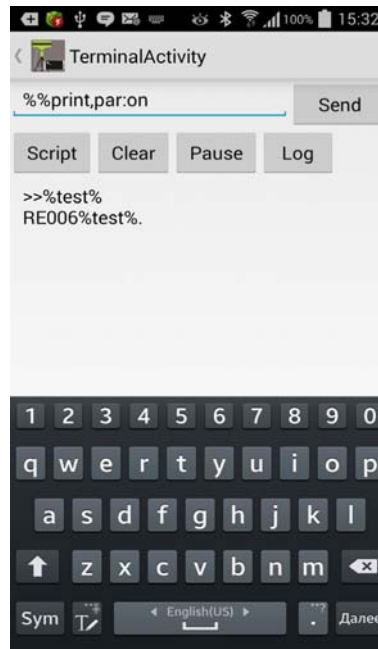 100% 15:32
TerminalActivity
%%print,par:on Send
Script Clear Pause Log
>>%test%
RE006%test%.
1 2 3 4 5 6 7 8 9 0
q w e r t y u i o p
a s d f g h j k l
z x c v b n m
Sym English(US) . Далее